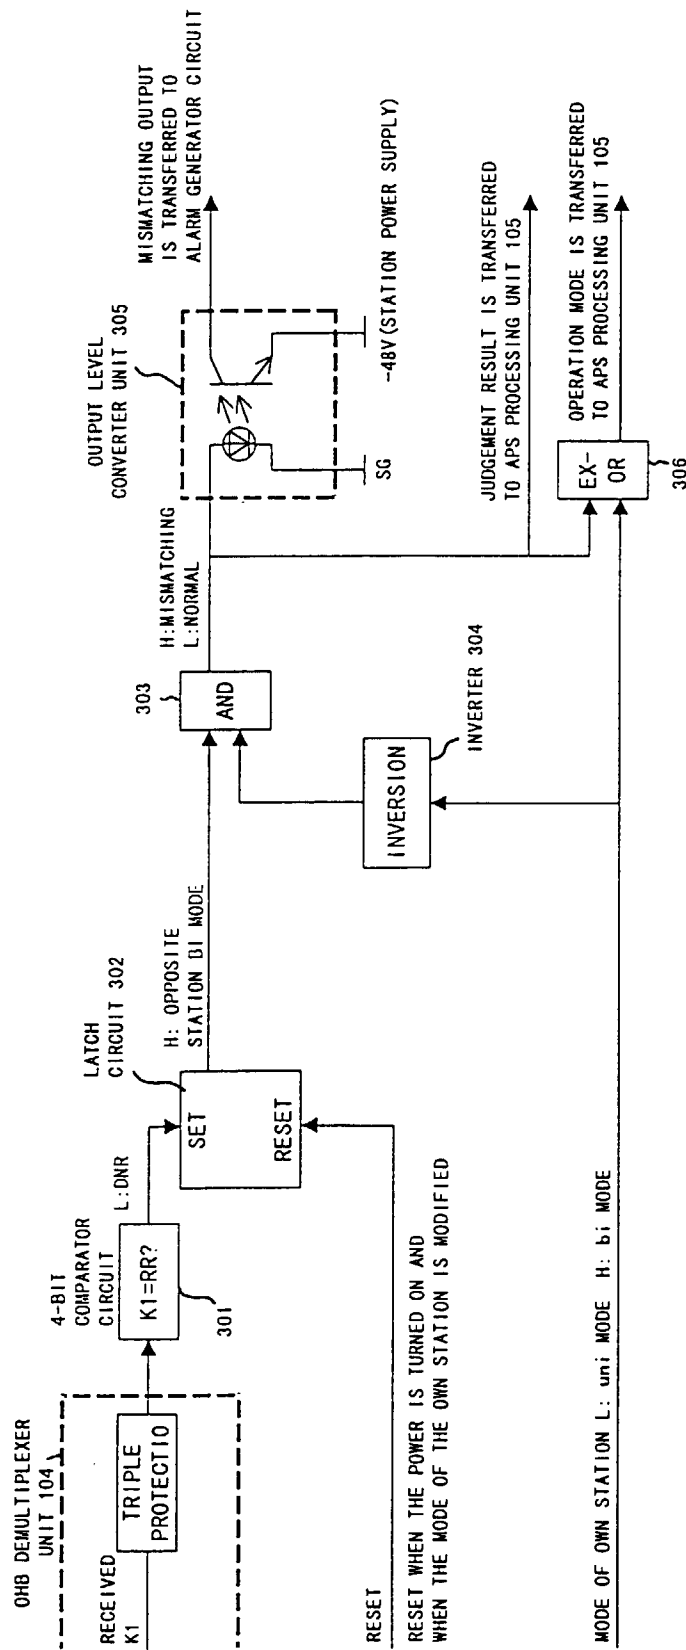 OHB DEMULTIPLEXER
UNIT 104
RECEIVED
K1
TRIPLE
PROTECTIO
4-BIT
COMPARATOR
CIRCUIT
K1=RR?
301
L:DNR
LATCH
CIRCUIT 302
SET
RESET
H: OPPOSITE
STATION BI MODE
RESET
RESET WHEN THE POWER IS TURNED ON AND
WHEN THE MODE OF THE OWN STATION IS MODIFIED
MODE OF OWN STATION L: uni MODE H: bi MODE
INVERSION
INVERTER 304
303
AND
H:MISMATCHING
L:NORMAL
OUTPUT LEVEL
CONVERTER UNIT 305
SG
-48V(STATION POWER SUPPLY)
MISMATCHING OUTPUT
IS TRANSFERRED TO
ALARM GENERATOR CIRCUIT
JUDGEMENT RESULT IS TRANSFERRED
TO APS PROCESSING UNIT 105
EX-
OR
306
OPERATION MODE IS TRANSFERRED
TO APS PROCESSING UNIT 105